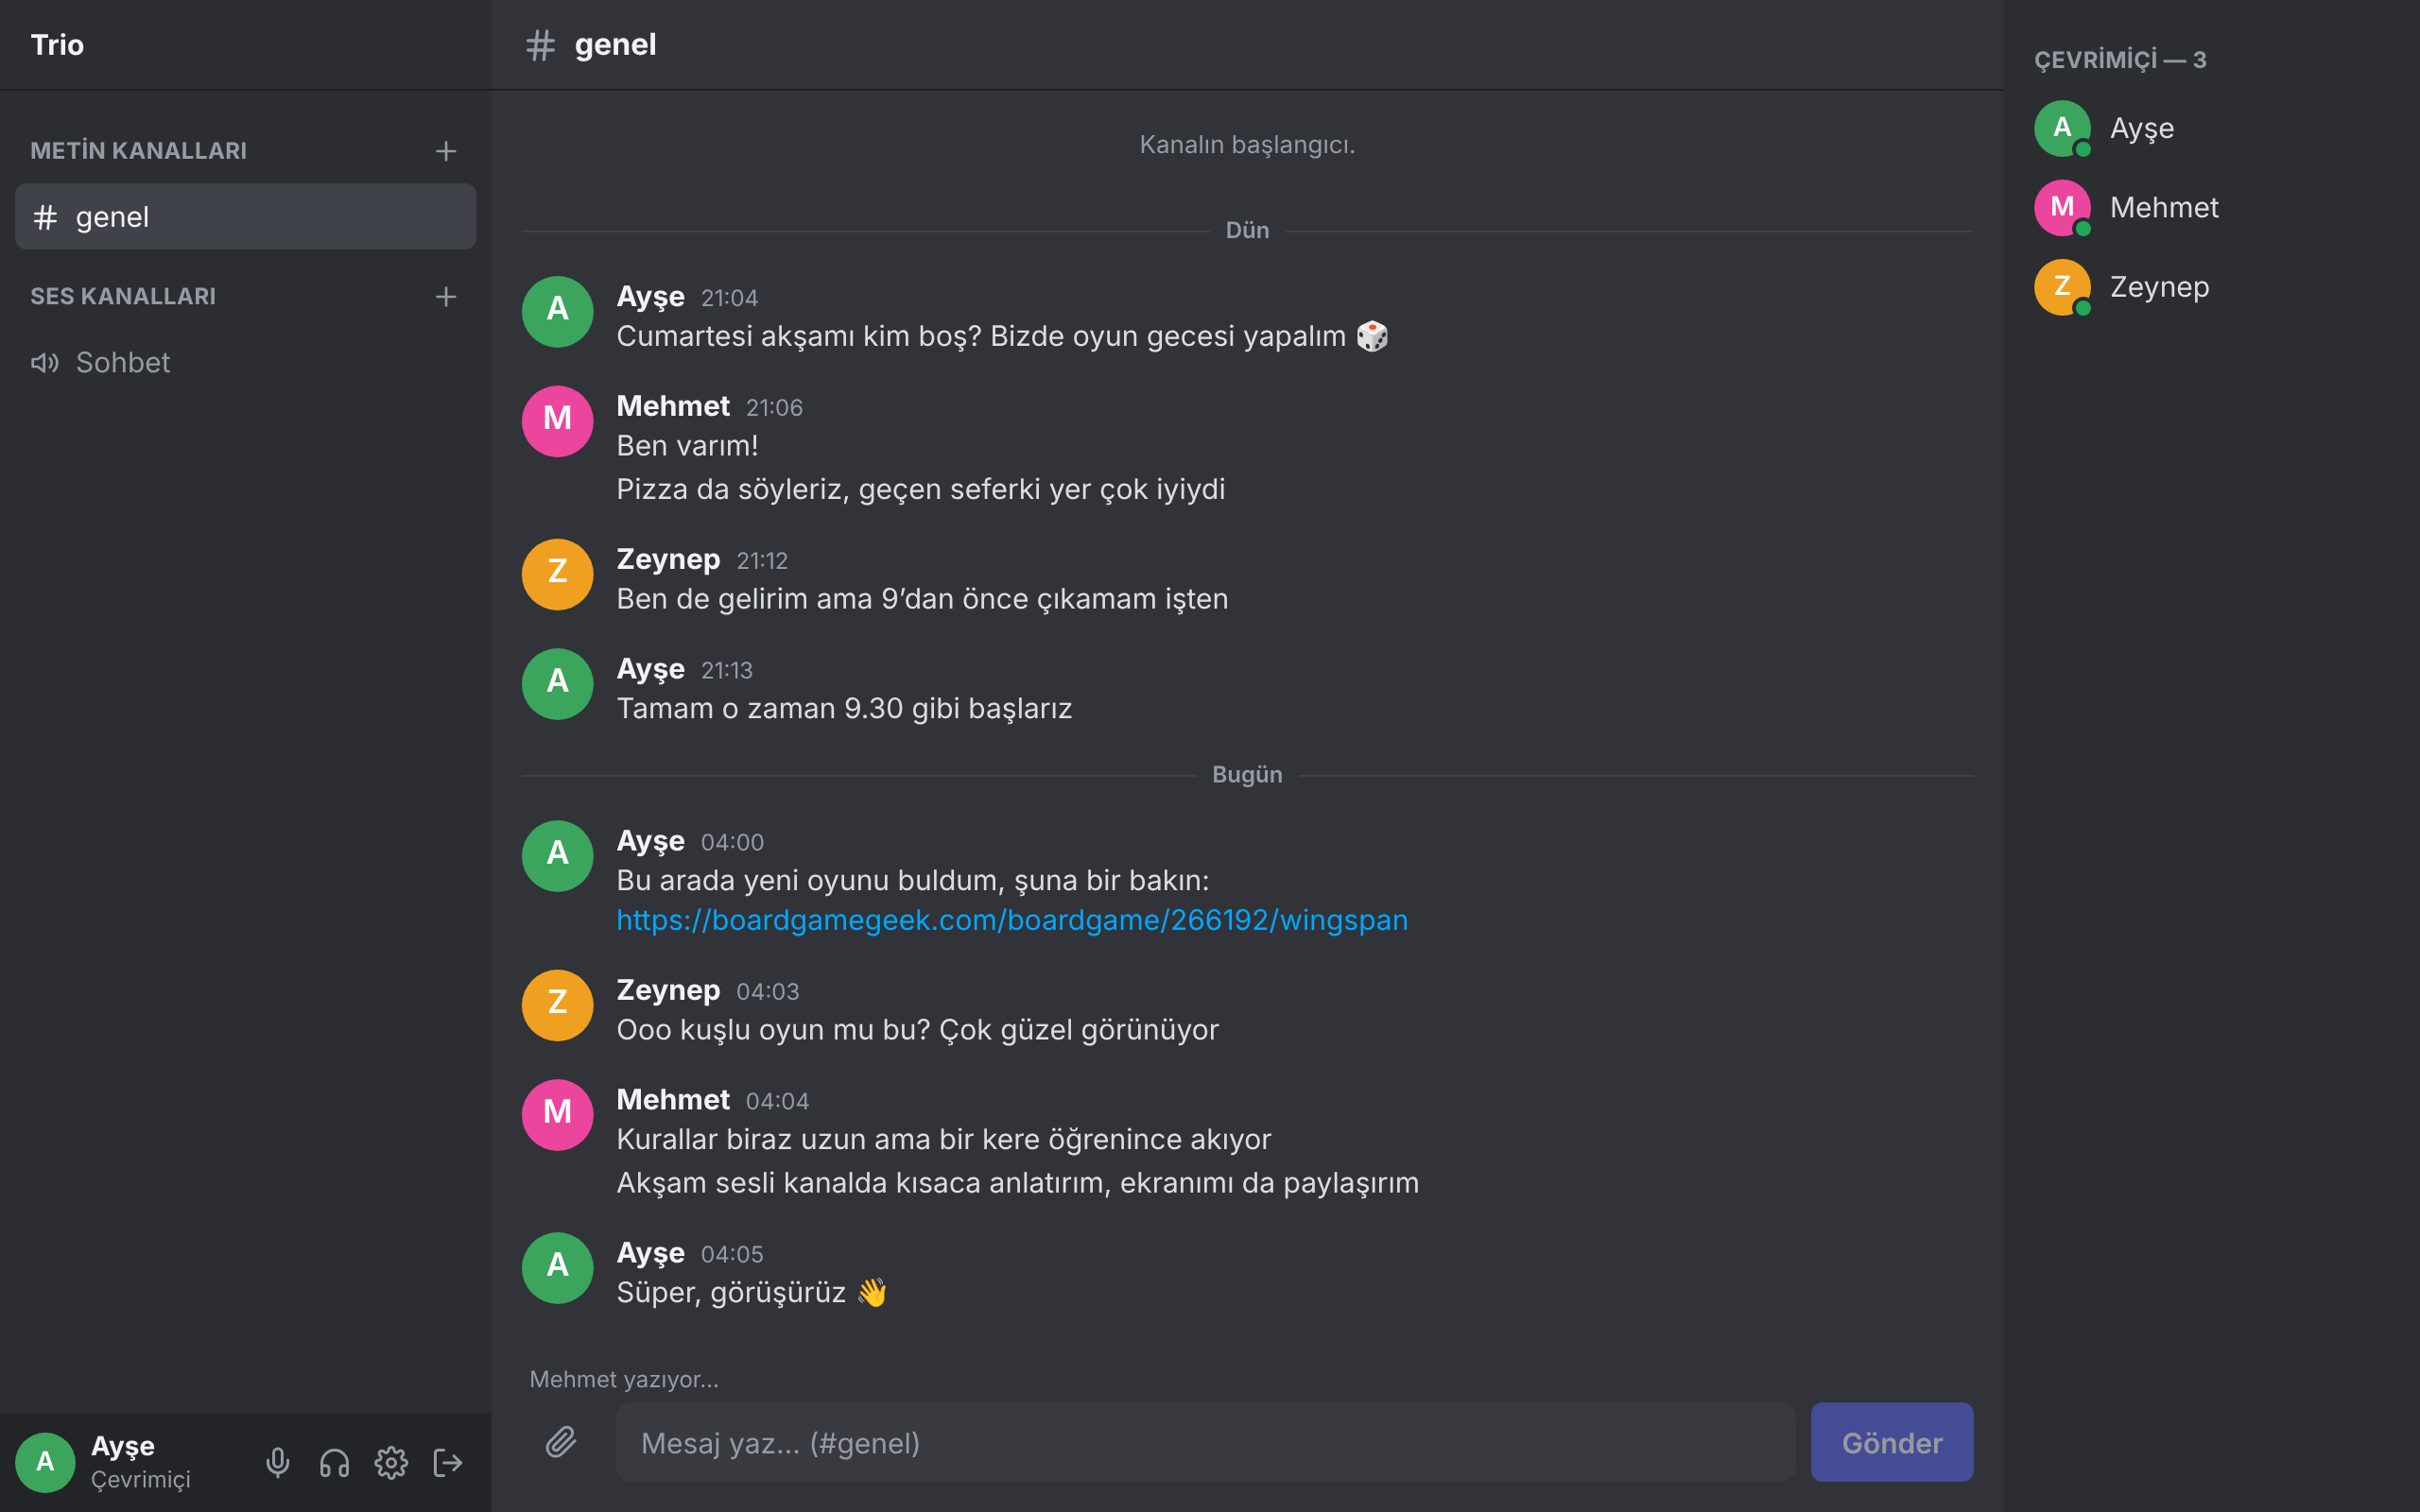 Trio
METİN KANALLARI
genel
SES KANALLARI
Sohbet
A
Ayşe
Çevrimiçi
# genel
Kanalın başlangıcı.
Dün
A
Ayşe 21:04
Cumartesi akşamı kim boş? Bizde oyun gecesi yapalım 🎲
M
Mehmet 21:06
Ben varım!
Pizza da söyleriz, geçen seferki yer çok iyiydi
Z
Zeynep 21:12
Ben de gelirim ama 9’dan önce çıkamam işten
A
Ayşe 21:13
Tamam o zaman 9.30 gibi başlarız
Bugün
A
Ayşe 04:00
Bu arada yeni oyunu buldum, şuna bir bakın:
https://boardgamegeek.com/boardgame/266192/wingspan
Z
Zeynep 04:03
Ooo kuşlu oyun mu bu? Çok güzel görünüyor
M
Mehmet 04:04
Kurallar biraz uzun ama bir kere öğrenince akıyor
Akşam sesli kanalda kısaca anlatırım, ekranımı da paylaşırım
A
Ayşe 04:05
Süper, görüşürüz 👋
Mehmet yazıyor...
Mesaj yaz... (#genel)
Gönder
ÇEVRİMİÇİ — 3
A
Ayşe
M
Mehmet
Z
Zeynep